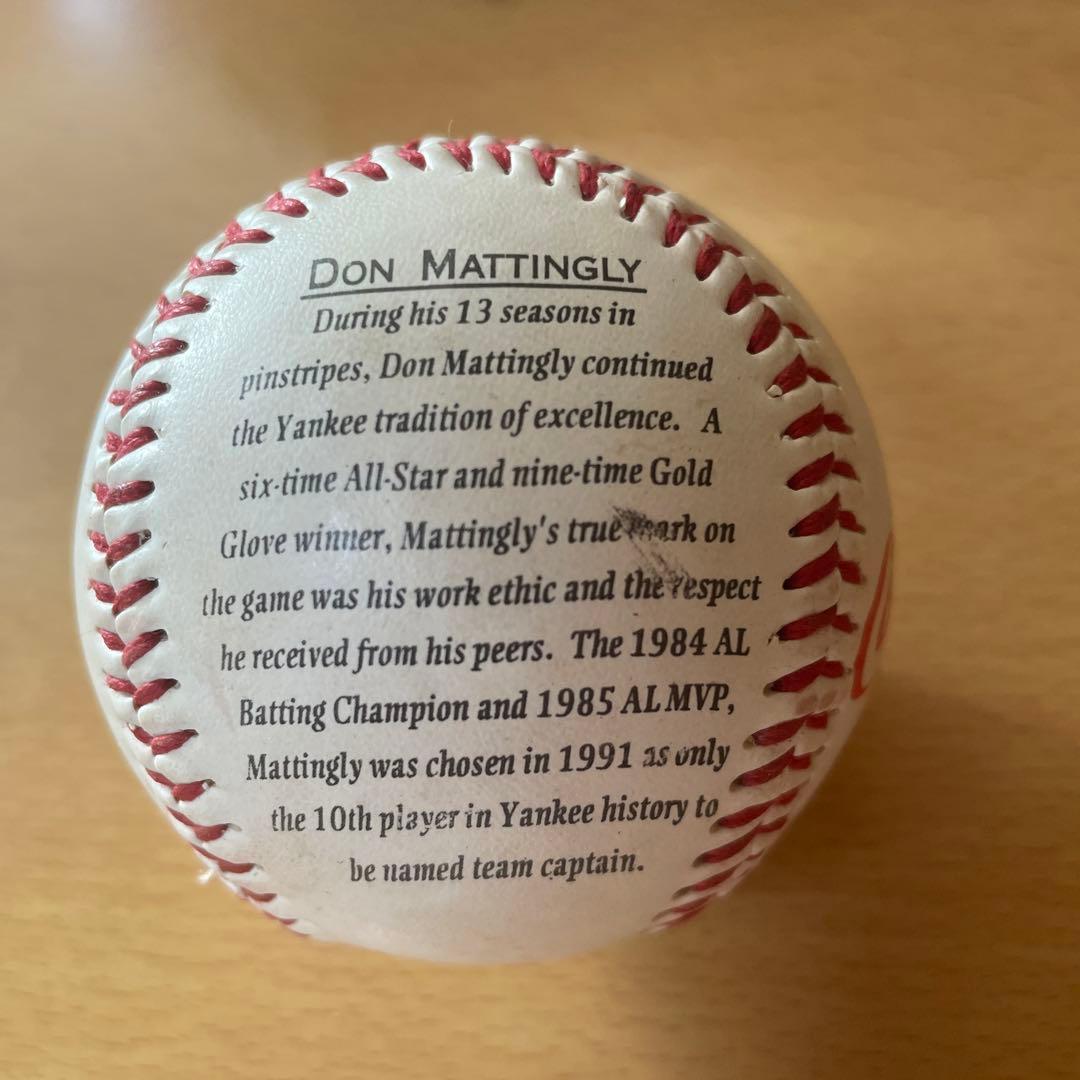 DON MATTINGLY
During his 13 seasons in
pinstripes, Don Mattingly continued
the Yankee tradition of excellence. A
six-time All-Star and nine-time Gold
Glove winner, Mattingly's true mark on
the game was his work ethic and the respect
he received from his peers. The 1984 AL
Batting Champion and 1985 AL MVP,
Mattingly was chosen in 1991 as only
the 10th player in Yankee history to
be named team captain.